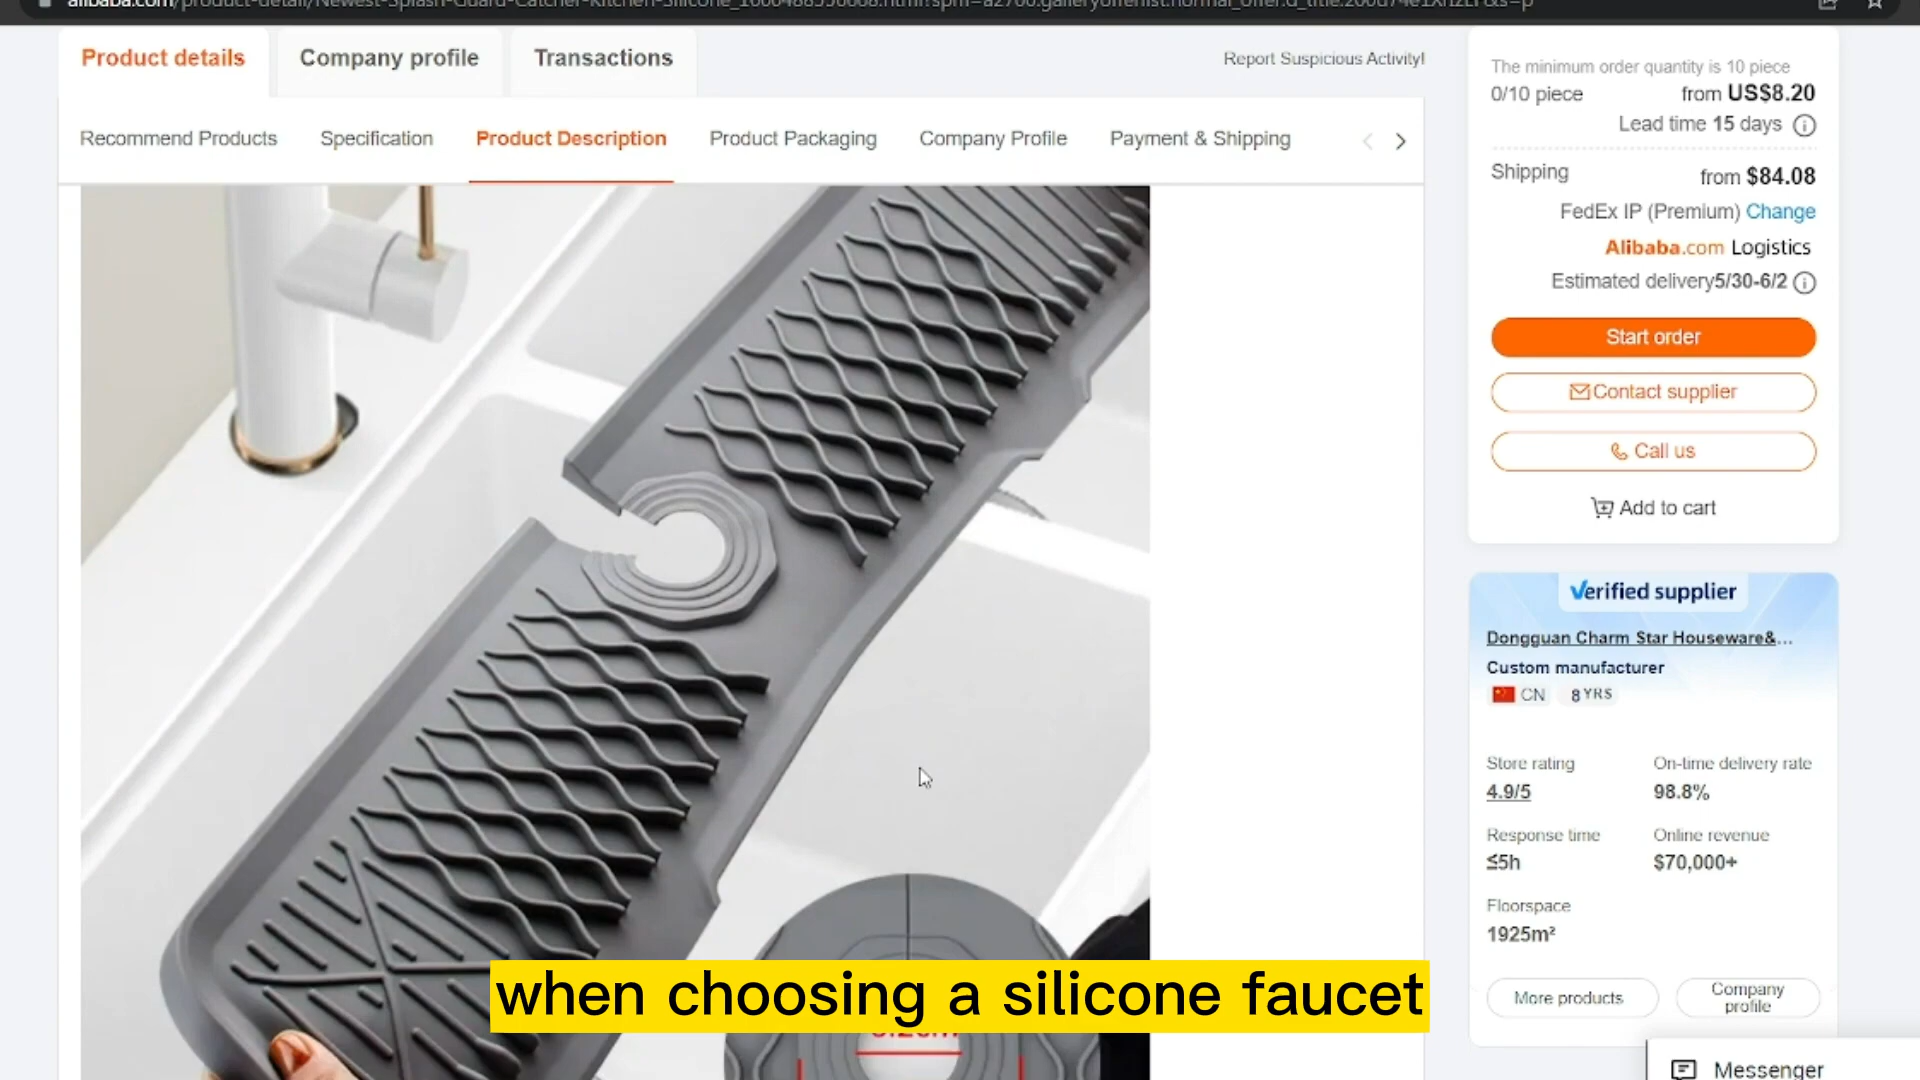 Product details
Company profile
Transactions
Report Suspicious Activity!
Recommend Products
Specification
Product Description
Product Packaging
Company Profile
Payment & Shipping
The minimum order quantity is 10 piece
0/10 piece
from US$8.20
Lead time 15 days
Shipping
from $84.08
FedEx IP (Premium) Change
Alibaba.com Logistics
Estimated delivery5/30-6/2
Start order
Contact supplier
Call us
Add to cart
Verified supplier
Dongguan Charm Star Houseware&...
Custom manufacturer
CN
8 YRS
Store rating
On-time delivery rate
4.9/5
98.8%
Response time
Online revenue
≤5h
$70,000+
Floorspace
1925m²
More products
Company
profile
when choosing a silicone faucet
Messenger